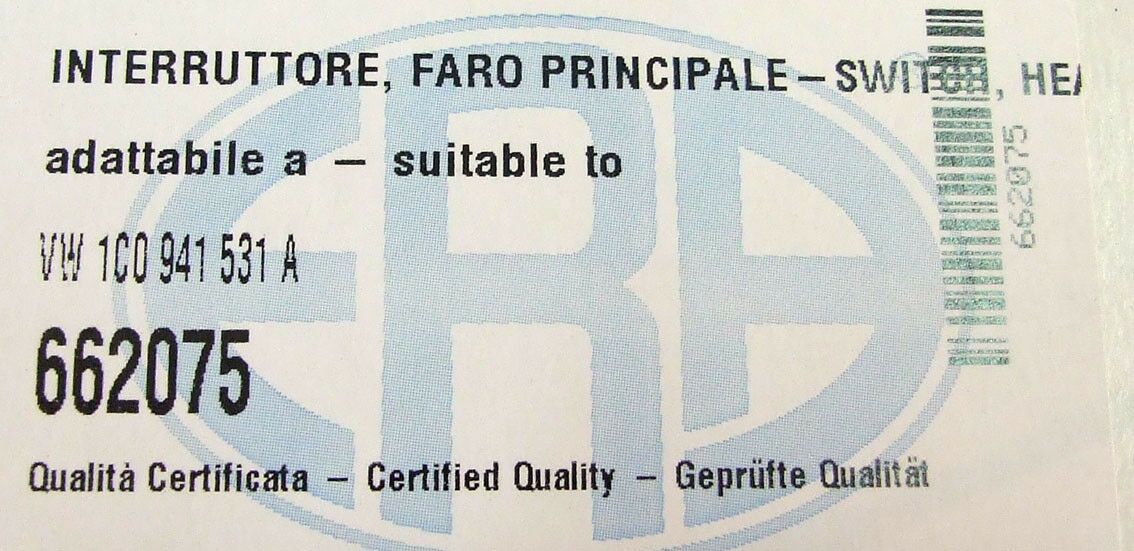 INTERRUTTORE, FARO PRINCIPALE – SWITCH, HEA
adattabile a – suitable to
VW 1C0 941 531 A
662075
Qualità Certificata – Certified Quality – Geprüfte Qualität
662075
ERA